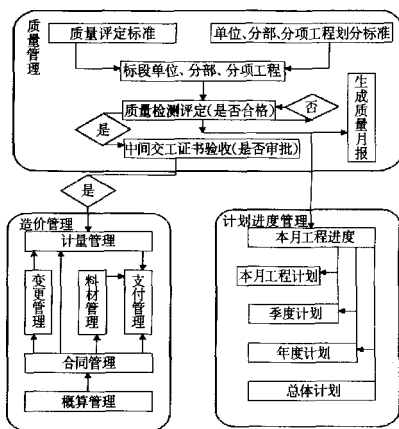 质量管理
质量评定标准
单位、分部、分项工程划分标准
标段单位、分部、分项工程
质量检测评定(是否合格)
否
是
中间交工证书验收(是否审批)
生成质量月报
是
造价管理
计量管理
变更管理
料材管理
支付管理
合同管理
概算管理
计划进度管理
本月工程进度
本月工程计划
季度计划
年度计划
总体计划